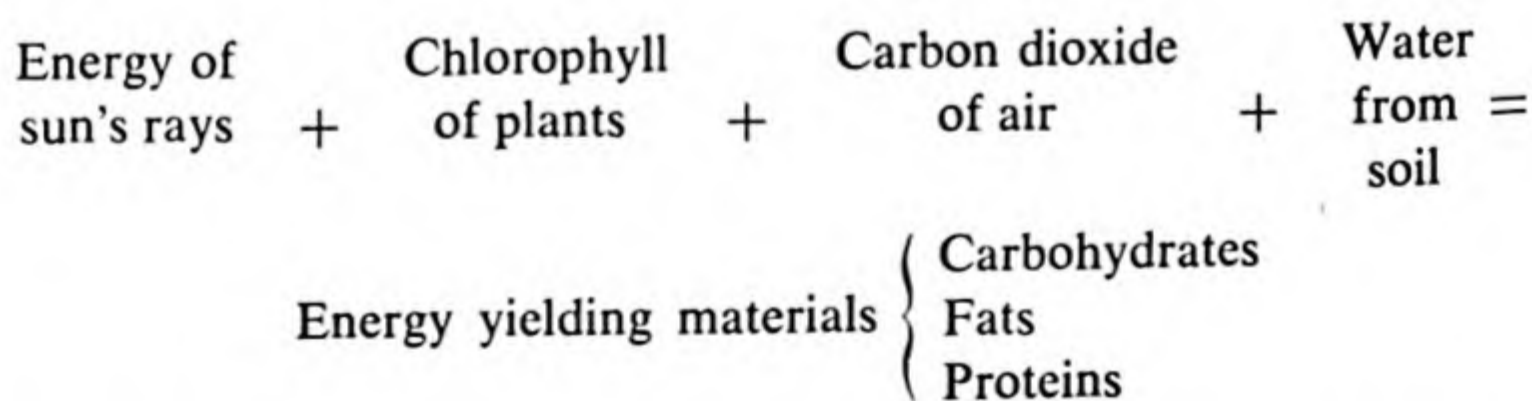 Energy of sun's rays + Chlorophyll of plants + Carbon dioxide of air + Water from soil =
Energy yielding materials { Carbohydrates
Fats
Proteins